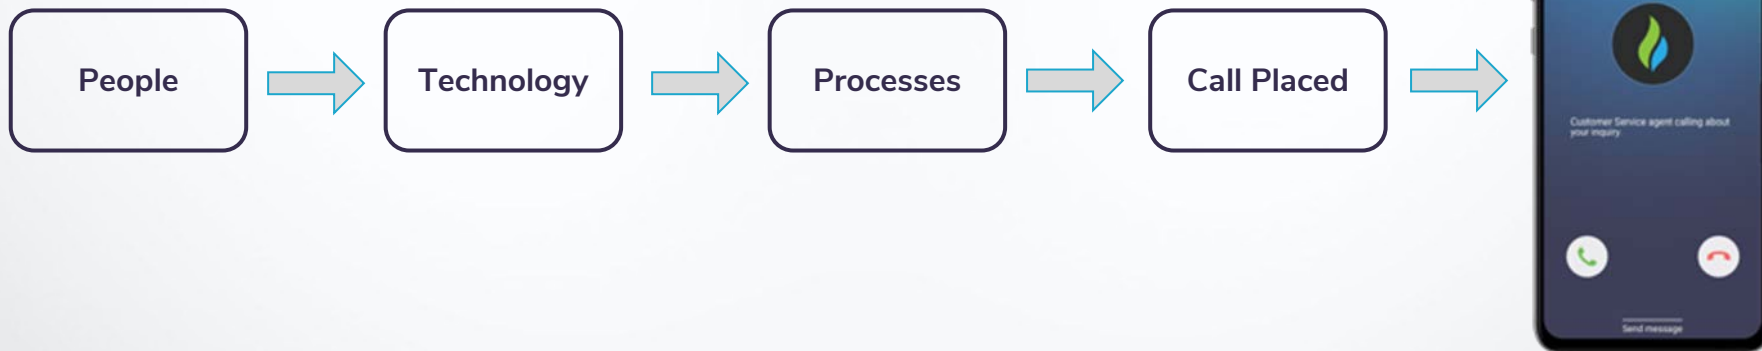 People
Technology
Processes
Call Placed
Customer Service agent calling about
your inquiry
Send message